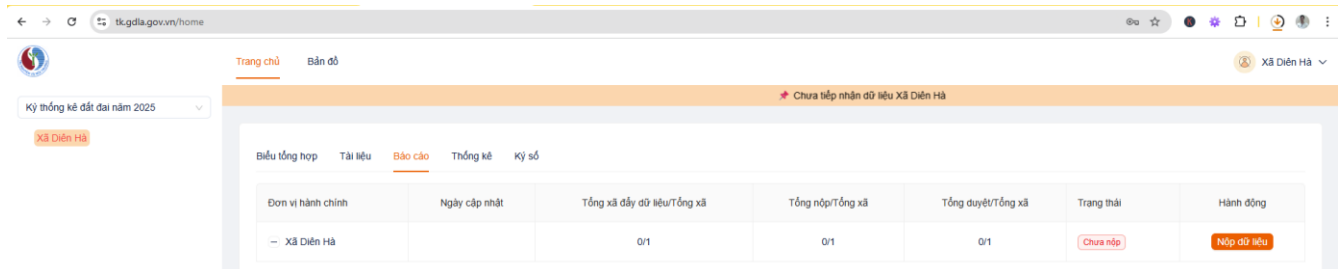 tk.gdla.gov.vn/home
Trang chủ Bản đồ Xã Diên Hà
Kỳ thống kê đất đai năm 2025
Chưa tiếp nhận dữ liệu Xã Diên Hà
Xã Diên Hà
Biểu tổng hợp Tài liệu Báo cáo Thống kê Ký số
Đơn vị hành chính Ngày cập nhật Tổng xã đẩy dữ liệu/Tổng xã Tổng nộp/Tổng xã Tổng duyệt/Tổng xã Trạng thái Hành động
Xã Diên Hà 0/1 0/1 0/1 Chưa nộp Nộp dữ liệu